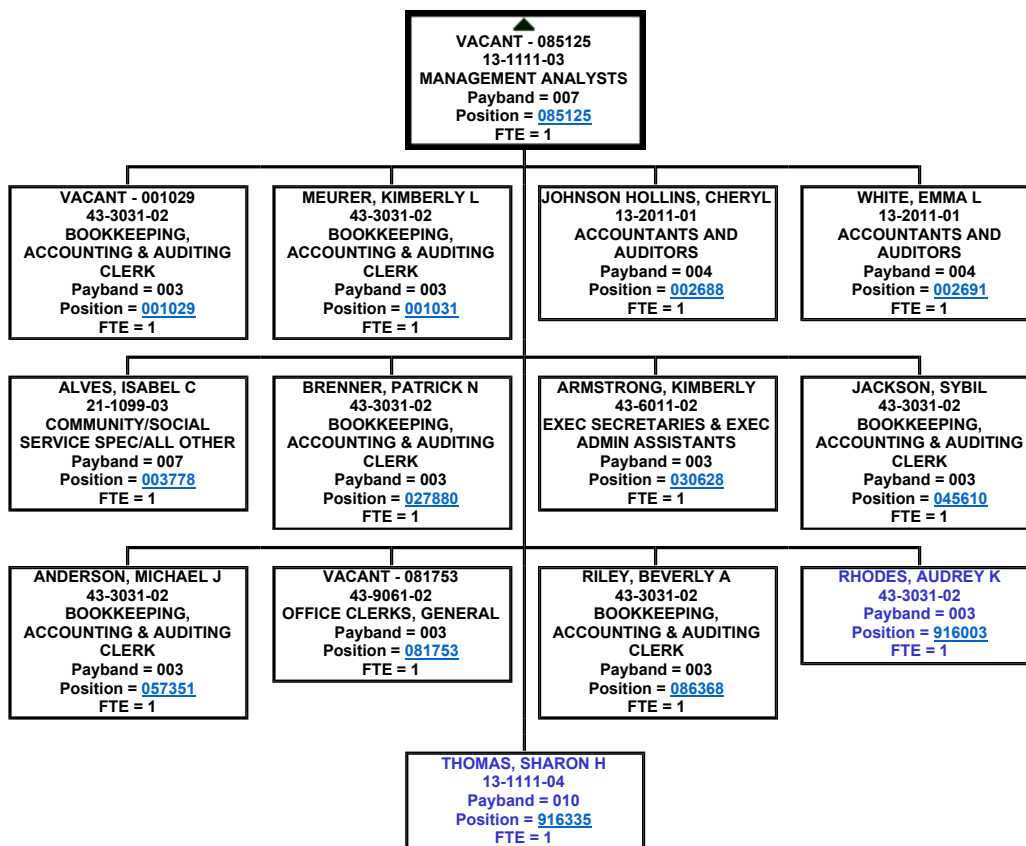 VACANT - 085125
13-1111-03
MANAGEMENT ANALYSTS
Payband = 007
Position = 085125
FTE = 1
VACANT - 001029
43-3031-02
BOOKKEEPING,
ACCOUNTING & AUDITING
CLERK
Payband = 003
Position = 001029
FTE = 1
MEURER, KIMBERLY L
43-3031-02
BOOKKEEPING,
ACCOUNTING & AUDITING
CLERK
Payband = 003
Position = 001031
FTE = 1
JOHNSON HOLLINS, CHERYL
13-2011-01
ACCOUNTANTS AND
AUDITORS
Payband = 004
Position = 002688
FTE = 1
WHITE, EMMA L
13-2011-01
ACCOUNTANTS AND
AUDITORS
Payband = 004
Position = 002691
FTE = 1
ALVES, ISABEL C
21-1099-03
COMMUNITY/SOCIAL
SERVICE SPEC/ALL OTHER
Payband = 007
Position = 003778
FTE = 1
BRENNER, PATRICK N
43-3031-02
BOOKKEEPING,
ACCOUNTING & AUDITING
CLERK
Payband = 003
Position = 027880
FTE = 1
ARMSTRONG, KIMBERLY
43-6011-02
EXEC SECRETARIES & EXEC
ADMIN ASSISTANTS
Payband = 003
Position = 030628
FTE = 1
JACKSON, SYBIL
43-3031-02
BOOKKEEPING,
ACCOUNTING & AUDITING
CLERK
Payband = 003
Position = 045610
FTE = 1
ANDERSON, MICHAEL J
43-3031-02
BOOKKEEPING,
ACCOUNTING & AUDITING
CLERK
Payband = 003
Position = 057351
FTE = 1
VACANT - 081753
43-9061-02
OFFICE CLERKS, GENERAL
Payband = 003
Position = 081753
FTE = 1
RILEY, BEVERLY A
43-3031-02
BOOKKEEPING,
ACCOUNTING & AUDITING
CLERK
Payband = 003
Position = 086368
FTE = 1
RHODES, AUDREY K
43-3031-02
Payband = 003
Position = 916003
FTE = 1
THOMAS, SHARON H
13-1111-04
Payband = 010
Position = 916335
FTE = 1